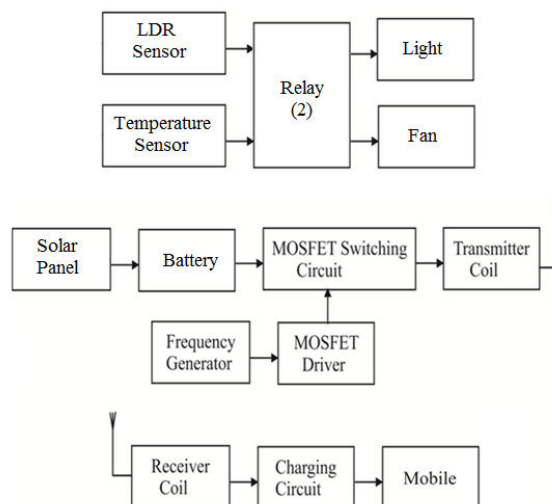 LDR
Sensor
Light
Relay
(2)
Temperature
Sensor
Fan
Solar
Panel
Battery
MOSFET Switching
Circuit
Transmitter
Coil
Frequency
Generator
MOSFET
Driver
Receiver
Coil
Charging
Circuit
Mobile